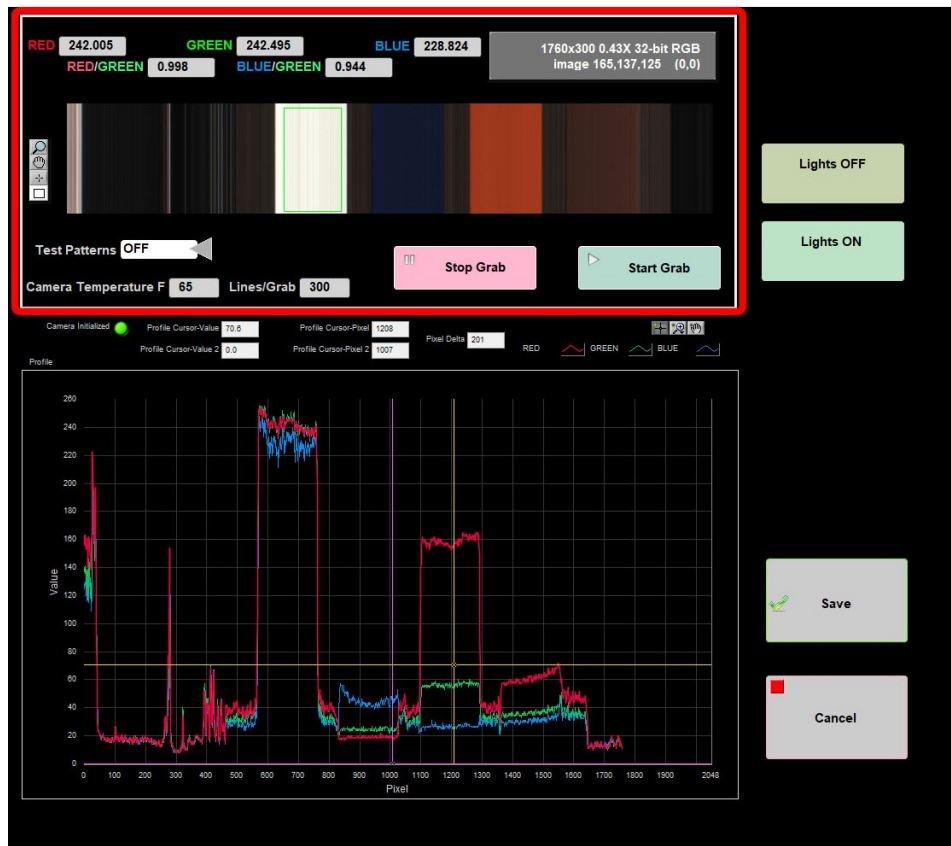 RED 242.005 GREEN 242.495 BLUE 228.824
RED/GREEN 0.998 BLUE/GREEN 0.944
1760x300 0.43X 32-bit RGB
image 165,137,125 (0,0)
Test Patterns OFF
Stop Grab
Start Grab
Camera Temperature F 65 Lines/Grab 300
Lights OFF
Lights ON
Camera Initialized
Profile Cursor-Value 70.6
Profile Cursor-Pixel 1208
Profile Cursor-Value 2 0.0
Profile Cursor-Pixel 2 1007
Pixel Delta 201
RED GREEN BLUE
Profile
260
240
220
200
180
160
140
120
100
80
60
40
20
0
Value
0 100 200 300 400 500 600 700 800 900 1000 1100 1200 1300 1400 1500 1600 1700 1800 1900 2048
Pixel
Save
Cancel